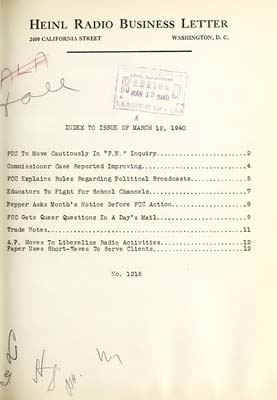 HEINL RADIO BUSINESS LETTER
2400 CALIFORNIA STREET WASHINGTON, D. C.
MAR 13 1940
INDEX TO ISSUE OF MARCH 12, 1940
FCC To Move Cautiously In "F.M." Inquiry...................2
Commissioner Case Reported Improving.......................4
FCC Explains Rules Regarding Political Broadcasts..........5
Educators To Fight For School Channels.....................7
Pepper Asks Month's Notice Before FCC Action...............8
FCC Gets Queer Questions In A Day's Mail...................9
Trade Notes...............................................11
A.P. Moves To Liberalize Radio Activities.................12
Paper Uses Short-Waves To Serve Clients...................12
No. 1216